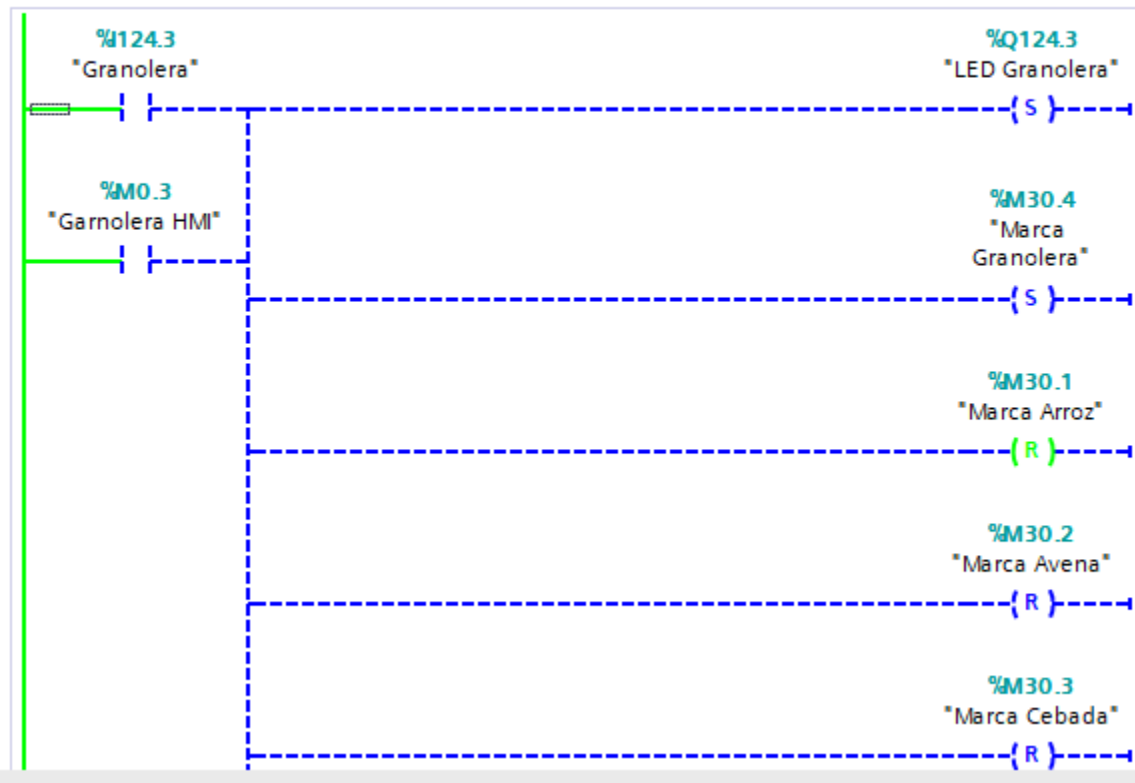 %I124.3
"Granolera"
%Q124.3
"LED Granolera"
S
%M0.3
"Garnolera HMI"
%M30.4
"Marca
Granolera"
S
%M30.1
"Marca Arroz"
R
%M30.2
"Marca Avena"
R
%M30.3
"Marca Cebada"
R